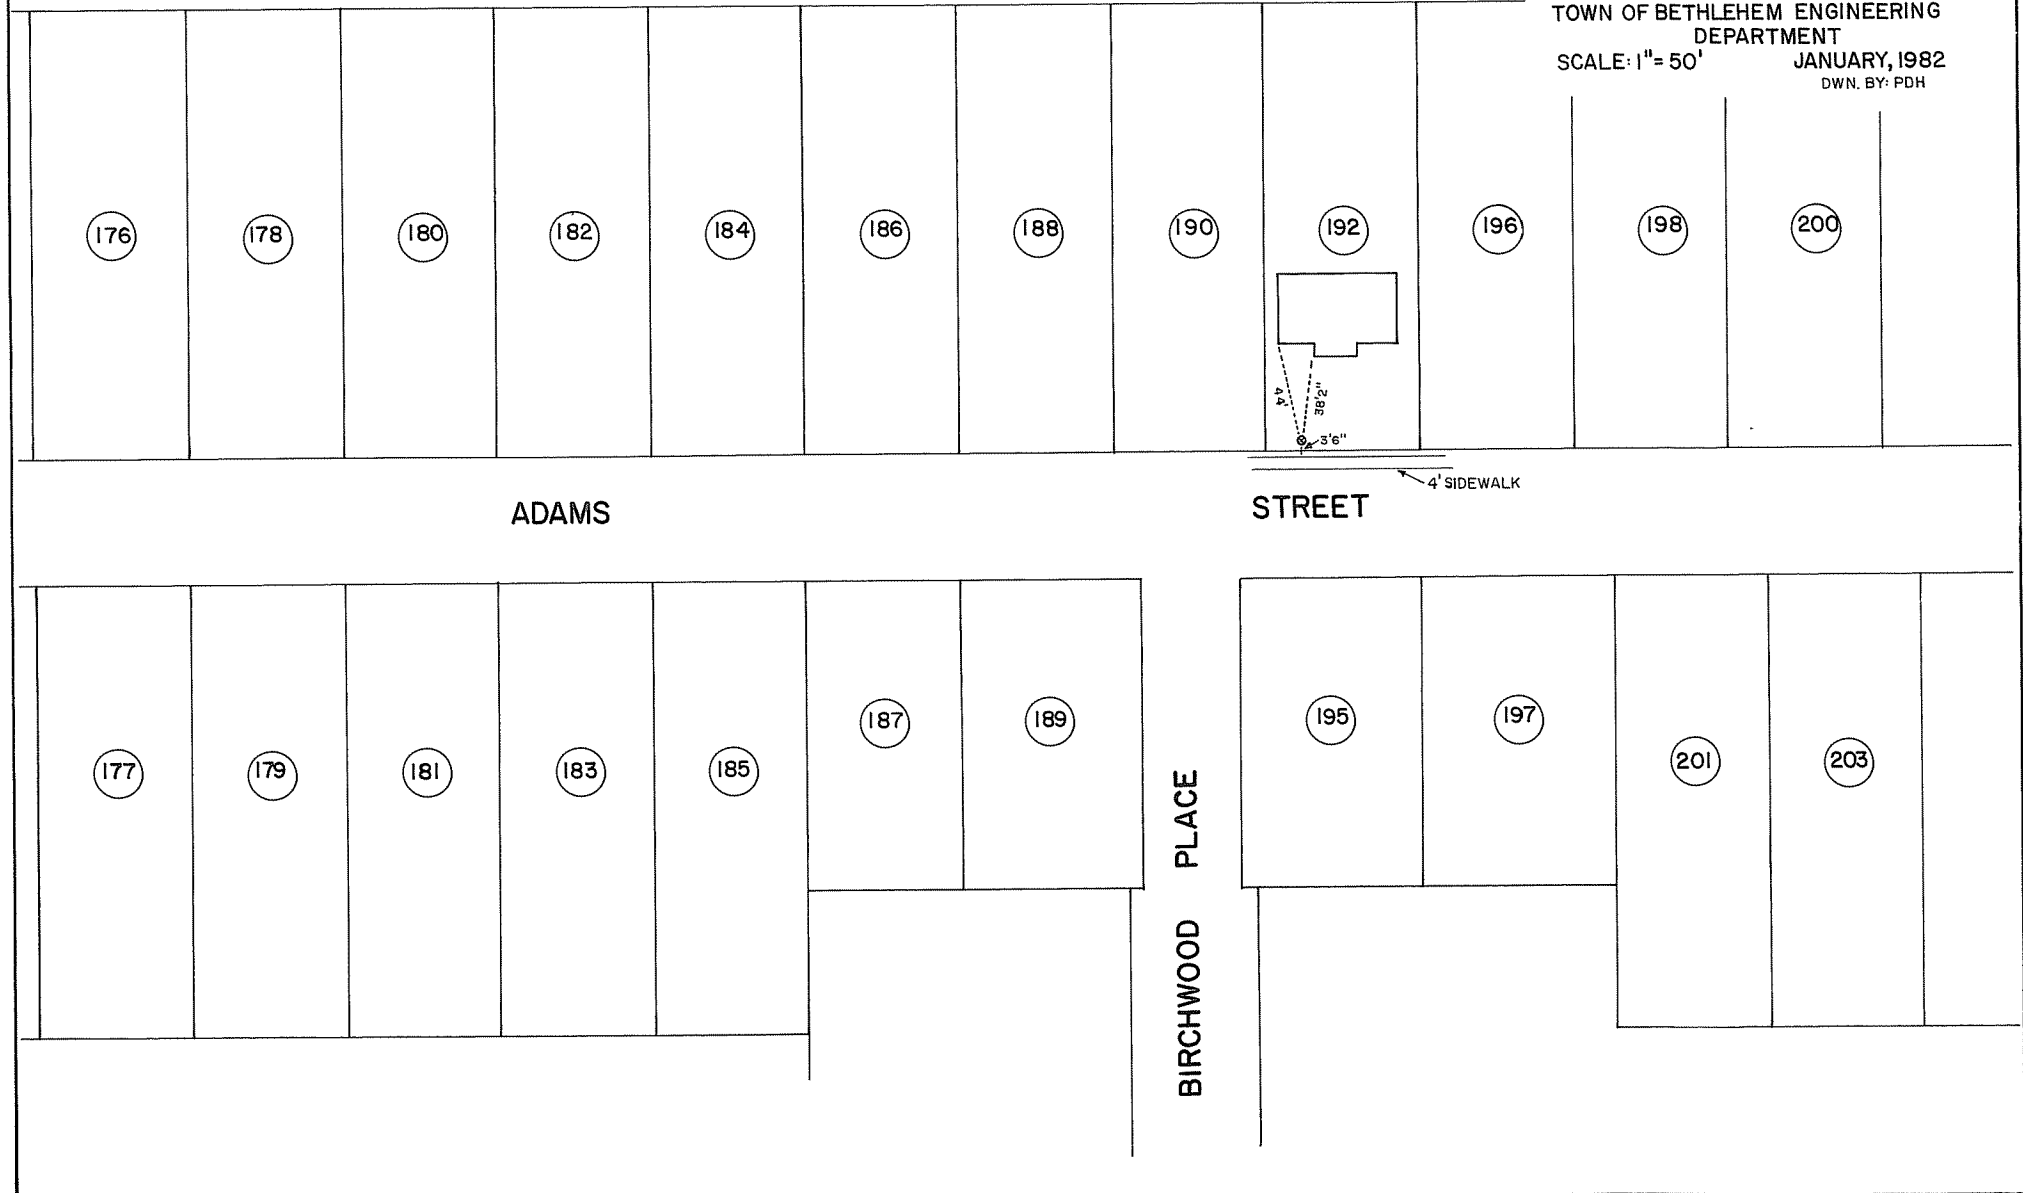 TOWN OF BETHLEHEM ENGINEERING
DEPARTMENT
SCALE: 1"= 50' JANUARY, 1982
DWN. BY: PDH
176 178 180 182 184 186 188 190 192 196 198 200
44' 38'2"
3'6"
4' SIDEWALK
ADAMS STREET
187 189 195 197
177 179 181 183 185 201 203
BIRCHWOOD PLACE